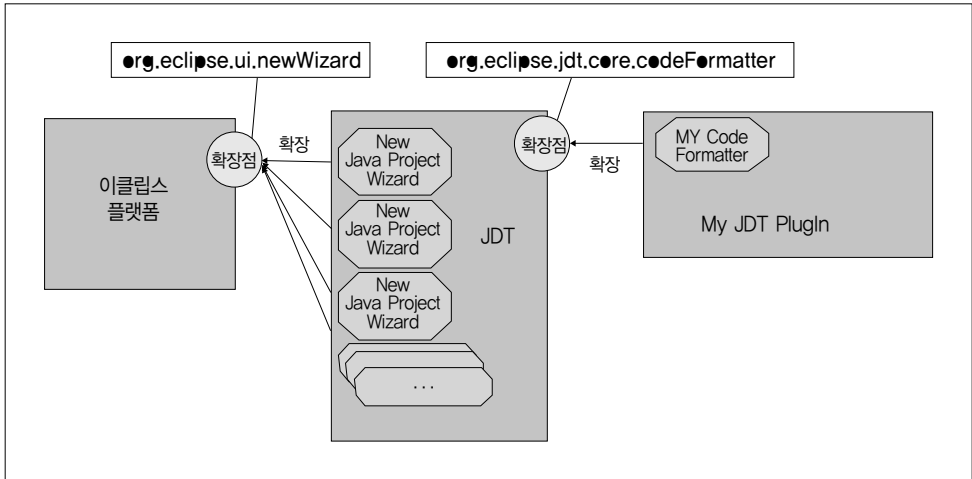 org.eclipse.ui.newWizard
org.eclipse.jdt.core.codeFormatter
이클립스
플랫폼
확장점
확장
New
Java Project
Wizard
New
Java Project
Wizard
New
Java Project
Wizard
...
JDT
확장점
확장
MY Code
Formatter
My JDT PlugIn